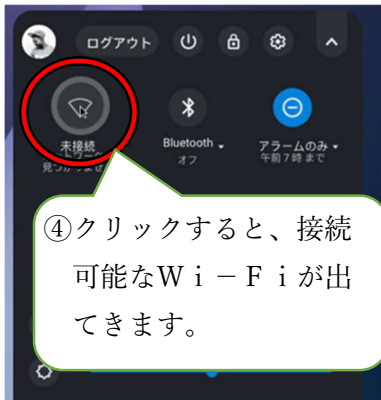 ログアウト
未接続
Bluetooth
オフ
アラームのみ
午前7時まで
④クリックすると、接続
可能なWi－Fiが出
てきます。